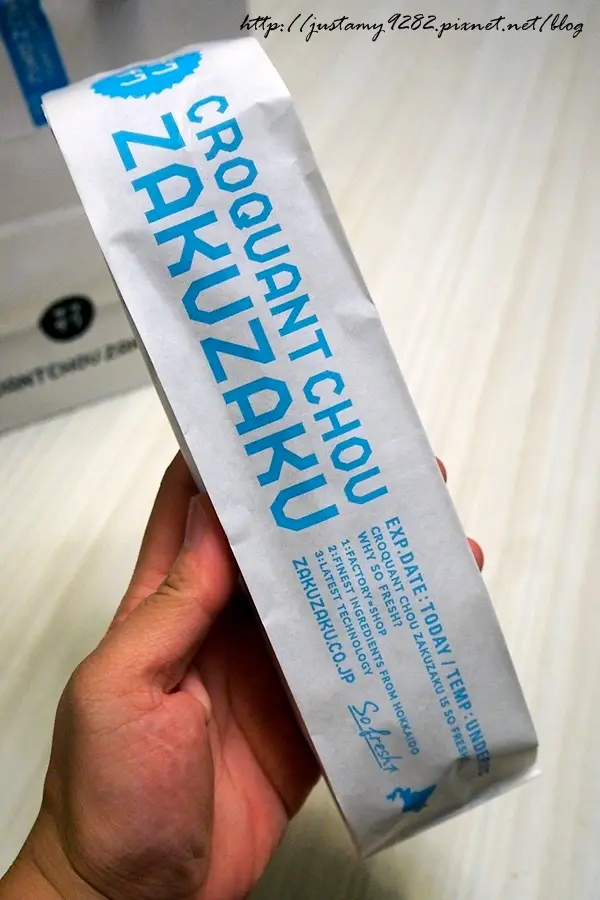 http://justamy9282.pixnet.net/blog
CROQUANT CHOU
ZAKUZAKU
EXP.DATE:TODAY / TEMP:UNDER
CROQUANT CHOU ZAKUZAKU IS SO FRESH
WHY SO FRESH?
1:FACTORY=SHOP
2:FINEST INGREDIENTS FROM HOKKAIDO
3:LATEST TECHNOLOGY
ZAKUZAKU.CO.JP
So fresh
CHOU